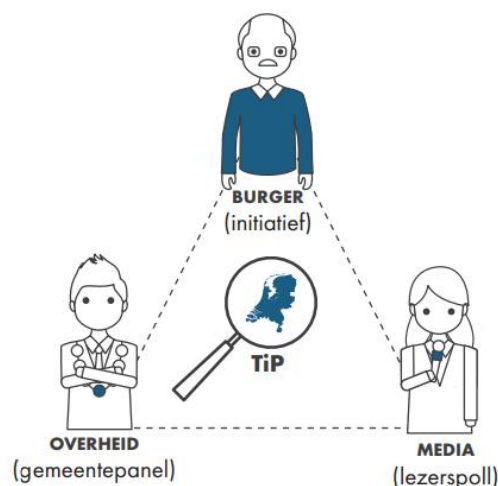 BURGER
(initiatief)
TiP
OVERHEID
(gemeentepanel)
MEDIA
(lezerspoll)